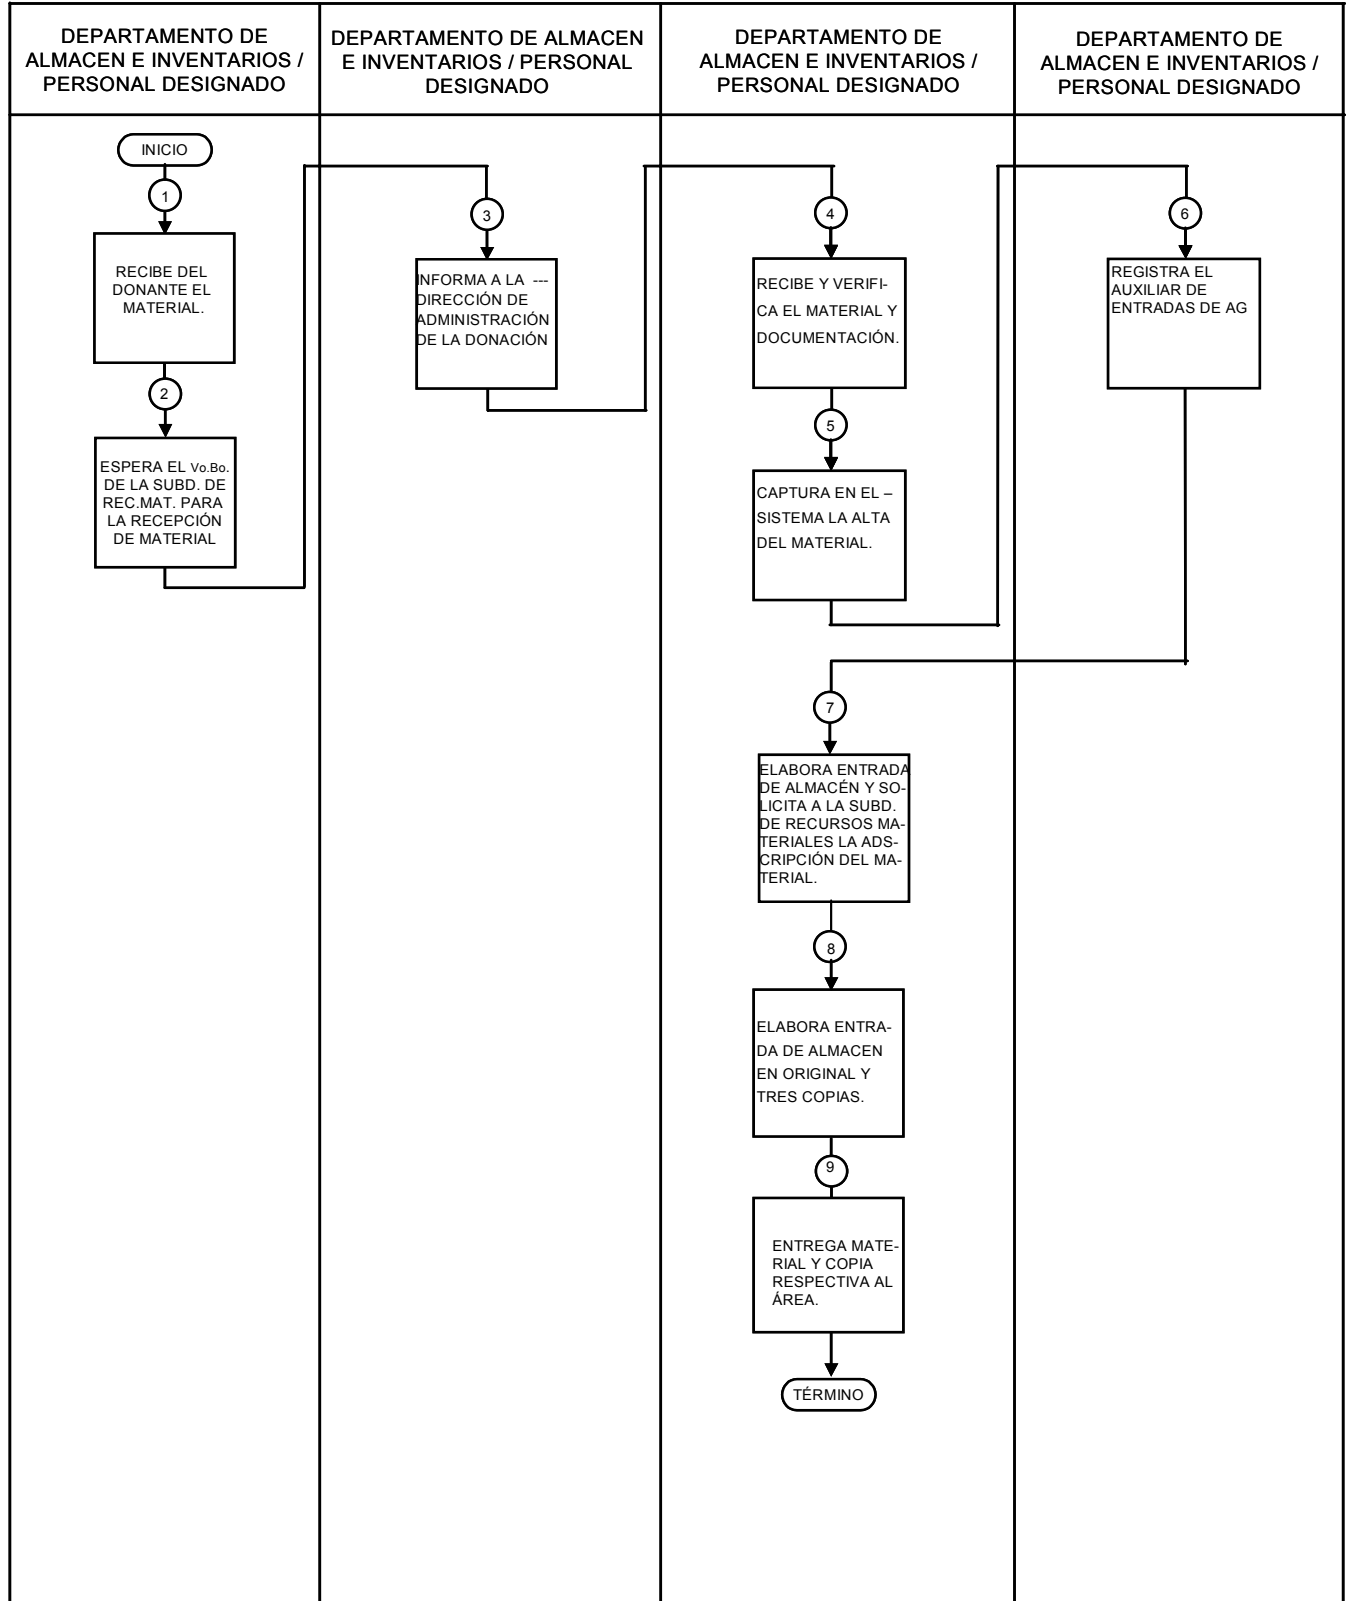 DEPARTAMENTO DE
ALMACEN E INVENTARIOS /
PERSONAL DESIGNADO
DEPARTAMENTO DE ALMACEN
E INVENTARIOS / PERSONAL
DESIGNADO
DEPARTAMENTO DE
ALMACEN E INVENTARIOS /
PERSONAL DESIGNADO
DEPARTAMENTO DE
ALMACEN E INVENTARIOS /
PERSONAL DESIGNADO
INICIO
1
RECIBE DEL
DONANTE EL
MATERIAL.
2
ESPERA EL Vo.Bo.
DE LA SUBD. DE
REC.MAT. PARA
LA RECEPCIÓN
DE MATERIAL
3
INFORMA A LA ---
DIRECCIÓN DE
ADMINISTRACIÓN
DE LA DONACIÓN
4
RECIBE Y VERIFI-
CA EL MATERIAL Y
DOCUMENTACIÓN.
5
CAPTURA EN EL –
SISTEMA LA ALTA
DEL MATERIAL.
6
REGISTRA EL
AUXILIAR DE
ENTRADAS DE AG
7
ELABORA ENTRADA
DE ALMACÉN Y SO-
LICITA A LA SUBD.
DE RECURSOS MA-
TERIALES LA ADS-
CRIPCIÓN DEL MA-
TERIAL.
8
ELABORA ENTRA-
DA DE ALMACEN
EN ORIGINAL Y
TRES COPIAS.
9
ENTREGA MATE-
RIAL Y COPIA
RESPECTIVA AL
ÁREA.
TÉRMINO